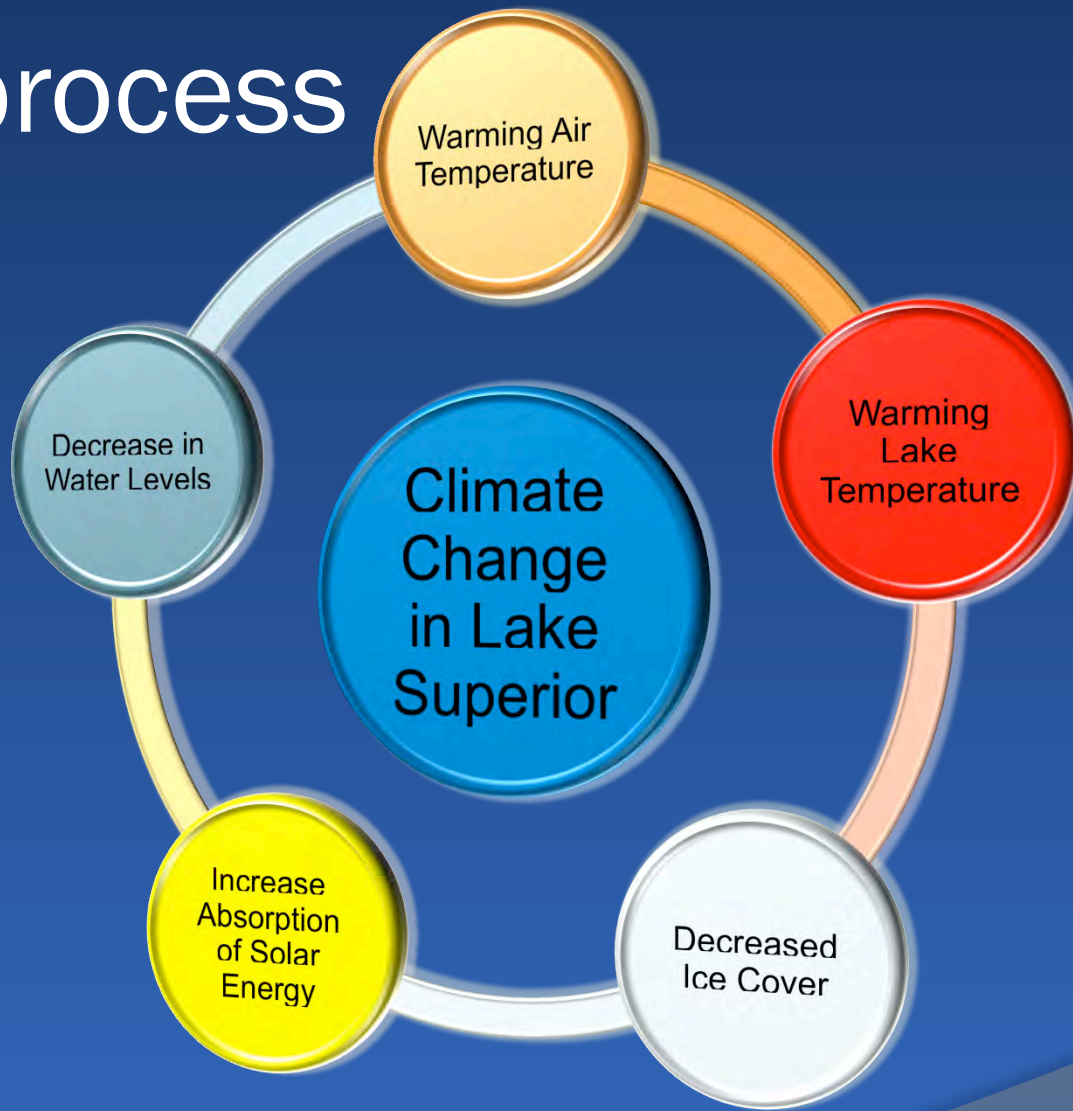 process
Warming Air
Temperature
Warming
Lake
Temperature
Decreased
Ice Cover
Increase
Absorption
of Solar
Energy
Decrease in
Water Levels
Climate
Change
in Lake
Superior